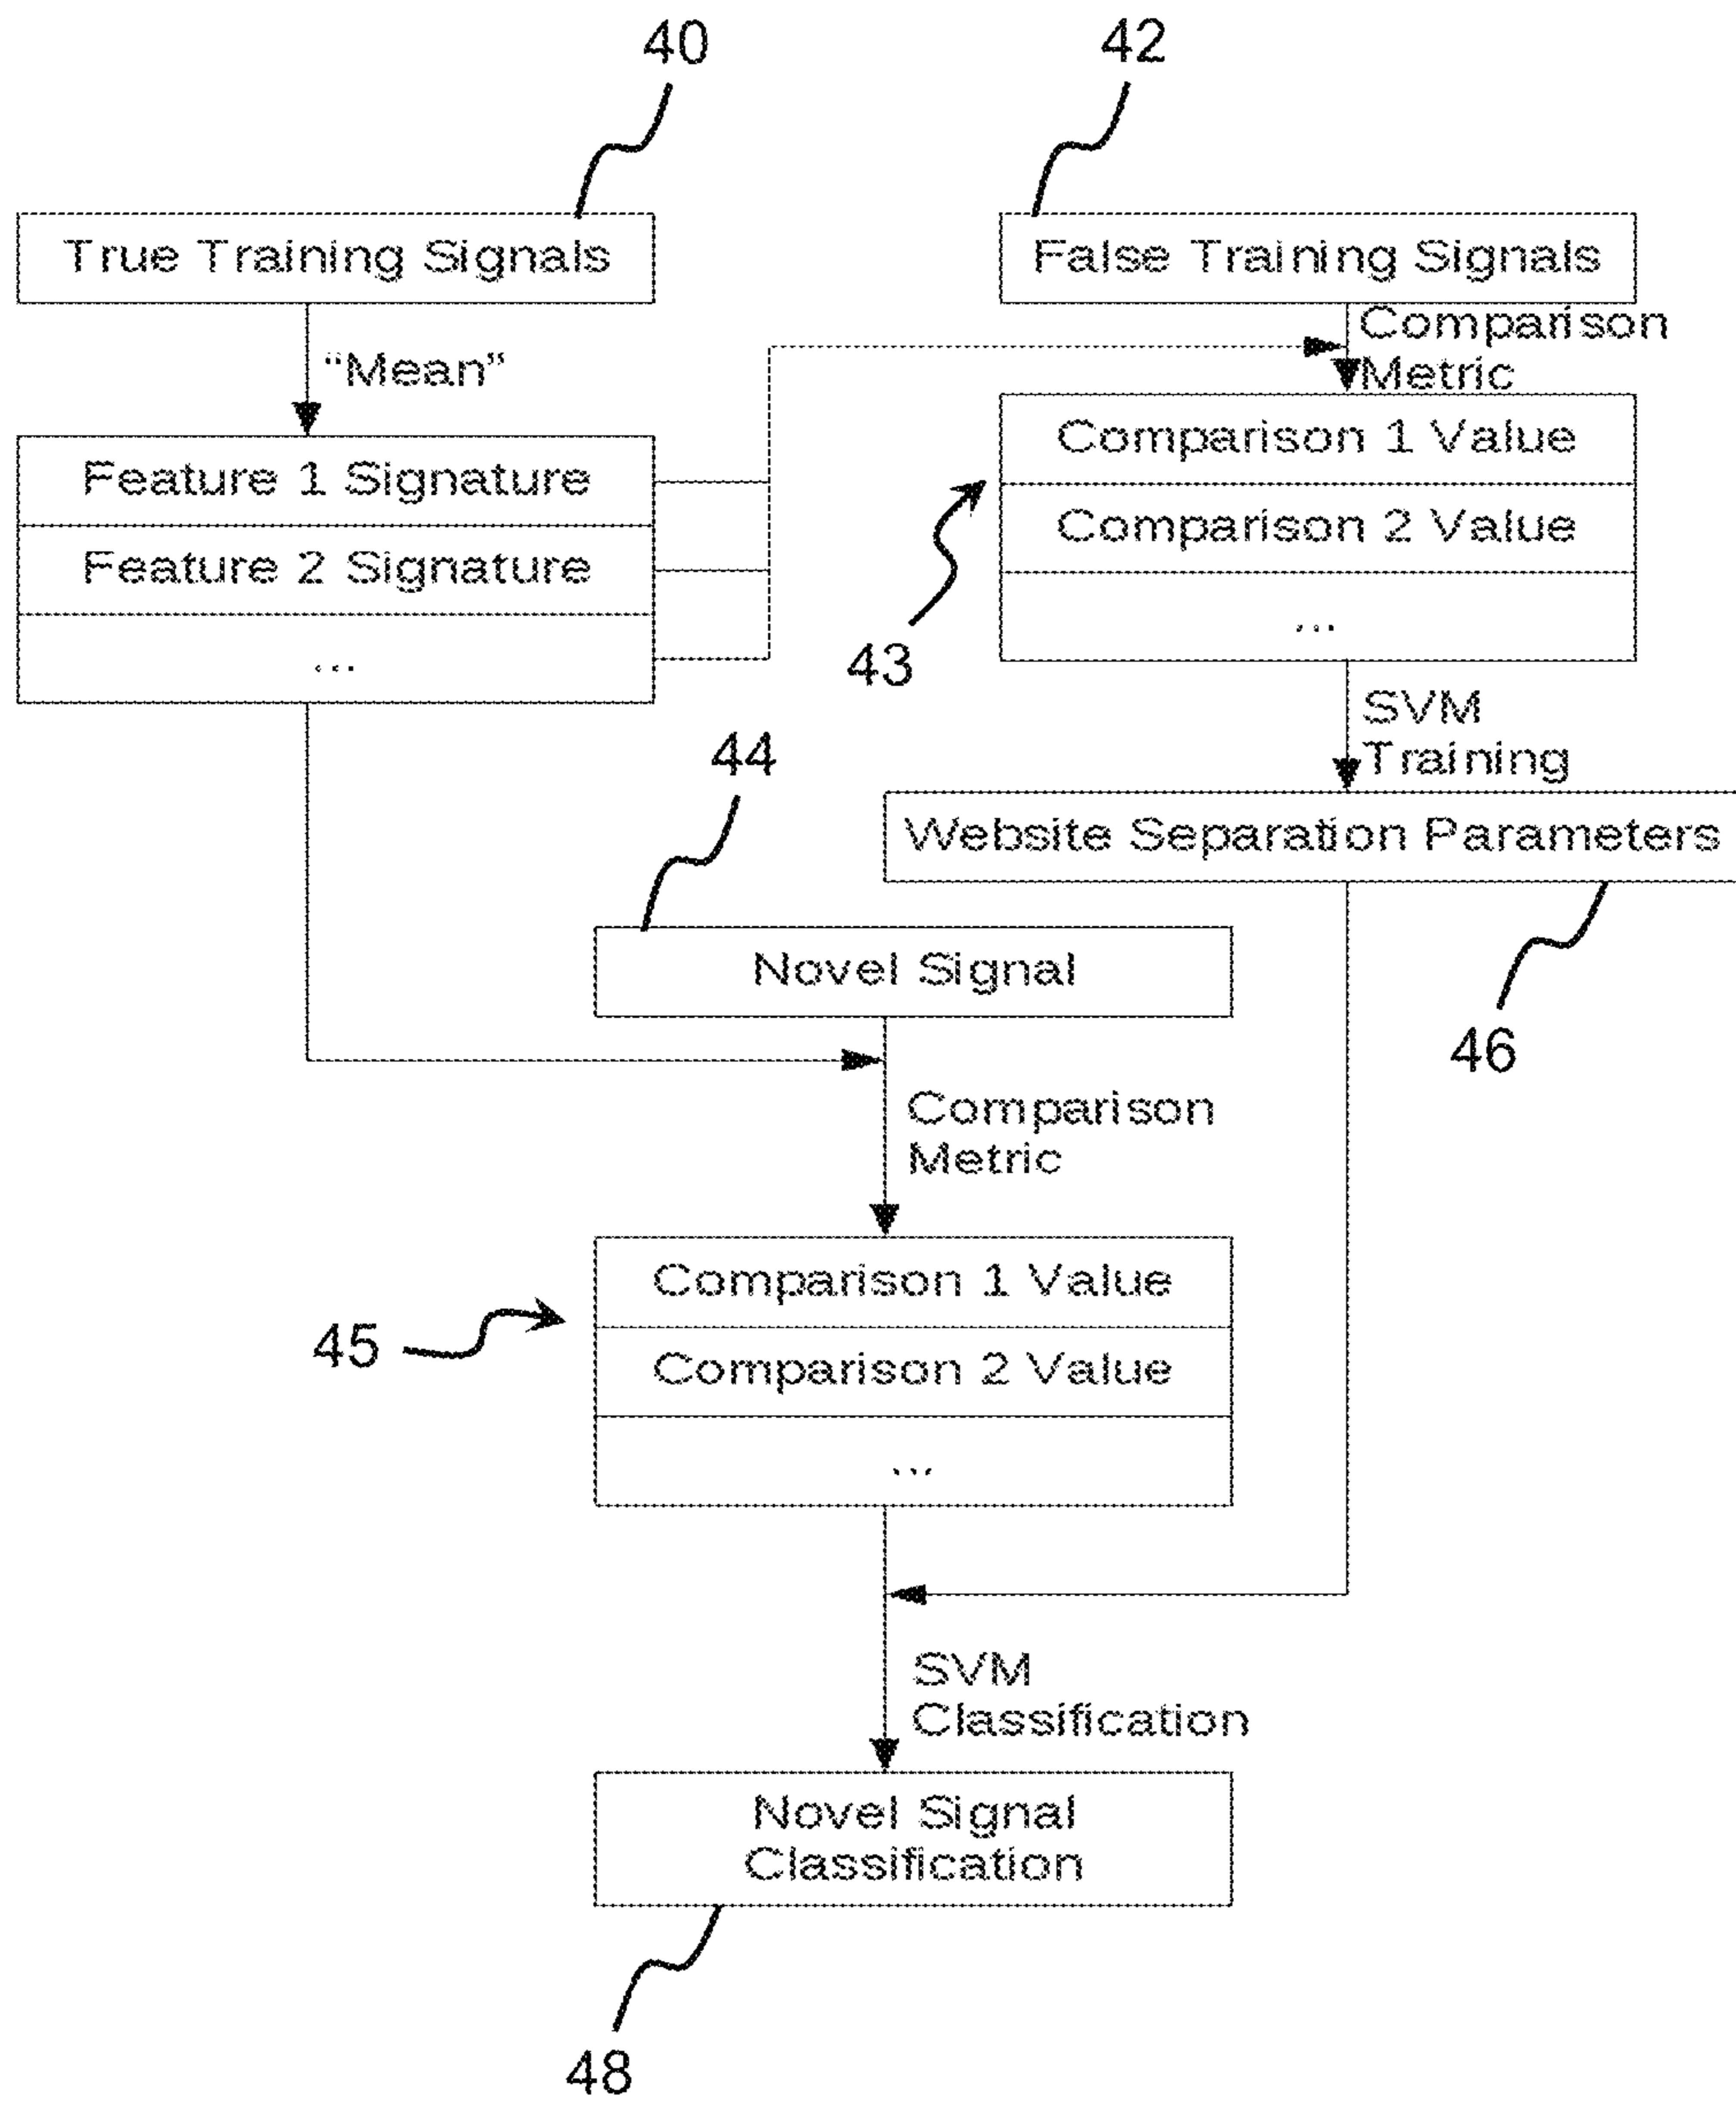 40
42
True Training Signals
False Training Signals
“Mean”
Comparison
Metric
Feature 1 Signature
Feature 2 Signature
...
Comparison 1 Value
Comparison 2 Value
...
43
SVM
Training
44
Website Separation Parameters
Novel Signal
46
Comparison
Metric
45
Comparison 1 Value
Comparison 2 Value
...
SVM
Classification
Novel Signal
Classification
48